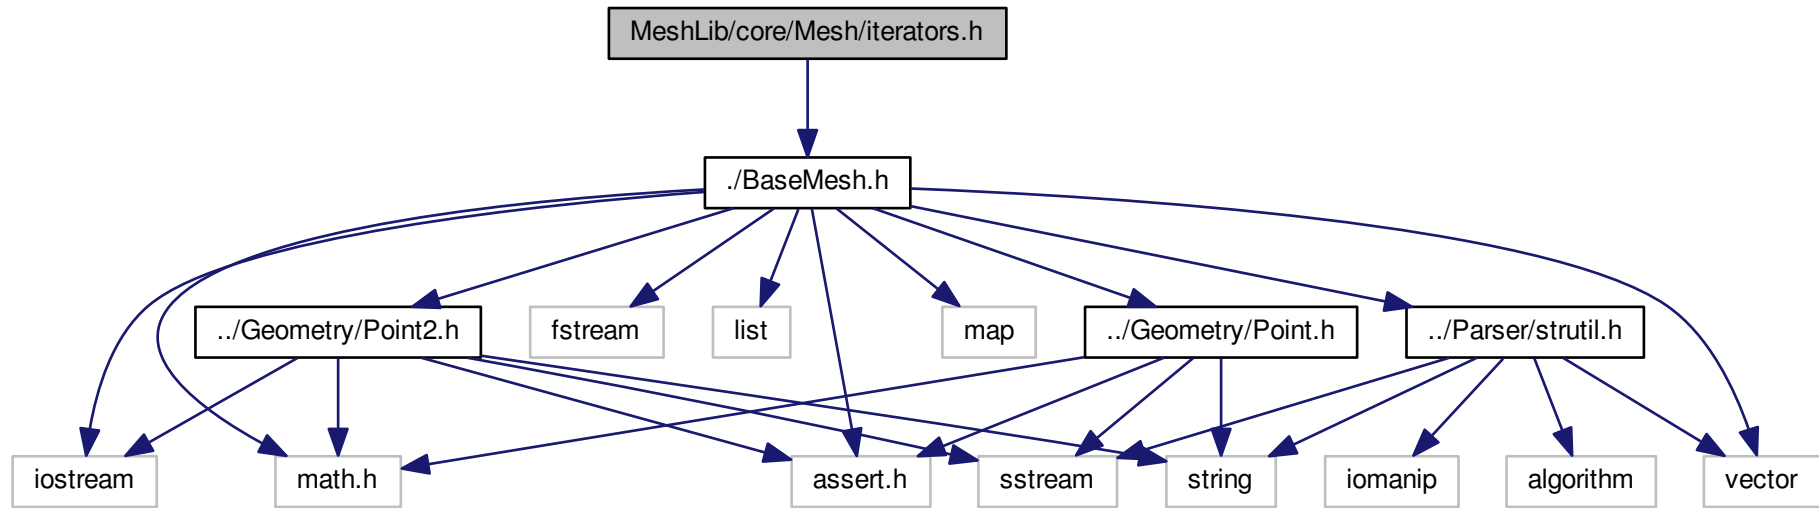 MeshLib/core/Mesh/iterators.h
./BaseMesh.h
../Geometry/Point2.h
fstream
list
map
../Geometry/Point.h
../Parser/strutil.h
iostream
math.h
assert.h
sstream
string
iomanip
algorithm
vector